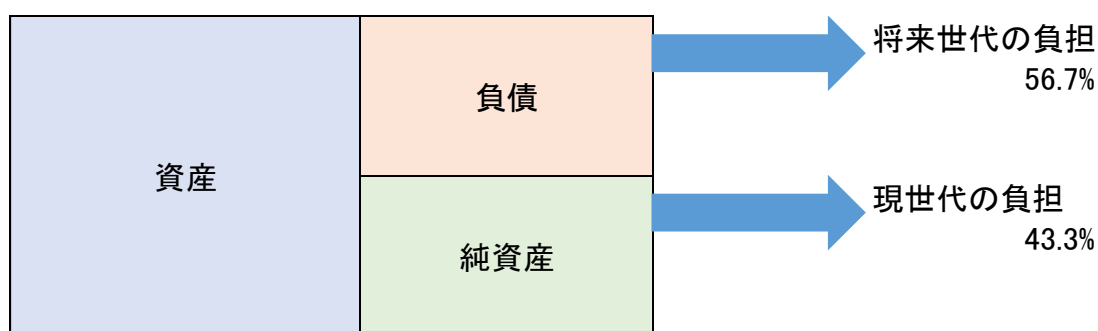 資産
負債
純資産
将来世代の負担
56.7%
現世代の負担
43.3%